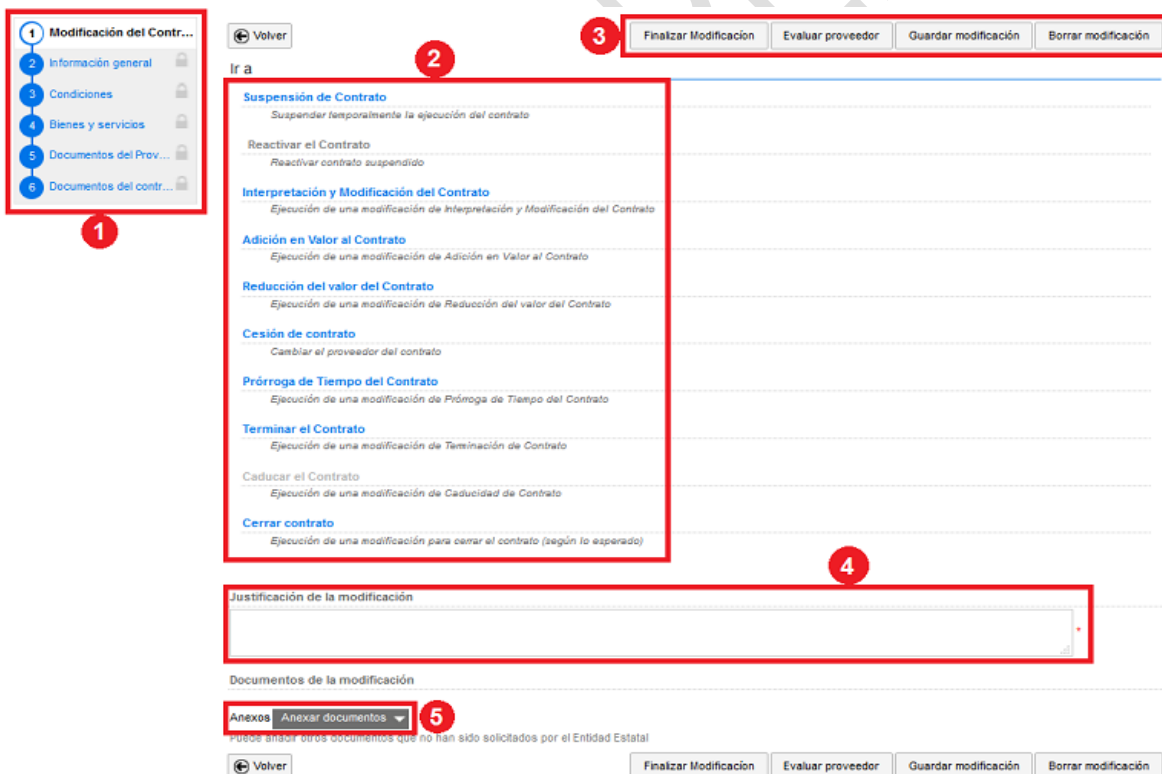 1 Modificación del Contr...
2 Información general
3 Condiciones
4 Bienes y servicios
5 Documentos del Prov...
6 Documentos del contr...
1
Volver
3
Finalizar Modificacíon
Evaluar proveedor
Guardar modificación
Borrar modificación
Ir a
2
Suspensión de Contrato
Suspender temporalmente la ejecución del contrato
Reactivar el Contrato
Reactivar contrato suspendido
Interpretación y Modificación del Contrato
Ejecución de una modificación de Interpretación y Modificación del Contrato
Adición en Valor al Contrato
Ejecución de una modificación de Adición en Valor al Contrato
Reducción del valor del Contrato
Ejecución de una modificación de Reducción del valor del Contrato
Cesión de contrato
Cambiar el proveedor del contrato
Prórroga de Tiempo del Contrato
Ejecución de una modificación de Prórroga de Tiempo del Contrato
Terminar el Contrato
Ejecución de una modificación de Terminación de Contrato
Caducar el Contrato
Ejecución de una modificación de Caducidad de Contrato
Cerrar contrato
Ejecución de una modificación para cerrar el contrato (según lo esperado)
4
Justificación de la modificación
*
Documentos de la modificación
Anexos Anexar documentos
5
Puede añadir otros documentos que no han sido solicitados por el Entidad Estatal
Volver
Finalizar Modificacíon
Evaluar proveedor
Guardar modificación
Borrar modificación